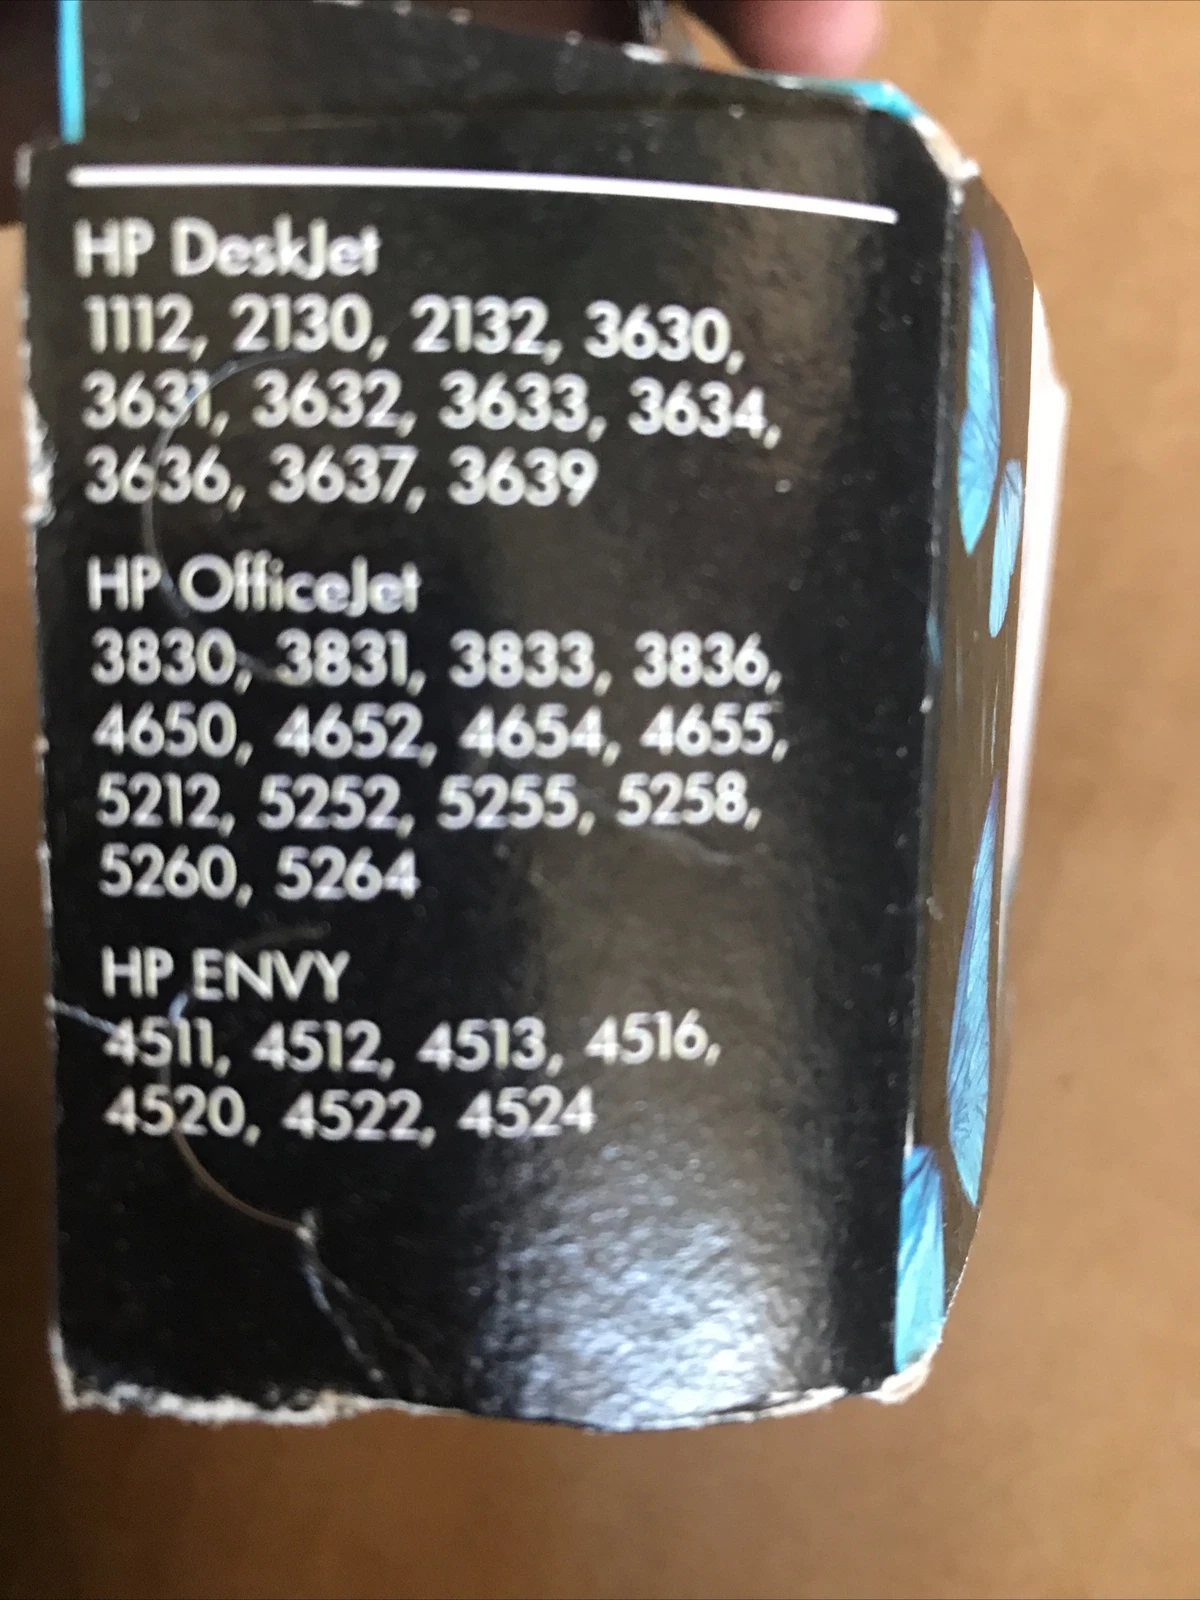 HP DeskJet
1112, 2130, 2132, 3630,
3631, 3632, 3633, 3634,
3636, 3637, 3639
HP OfficeJet
3830, 3831, 3833, 3836,
4650, 4652, 4654, 4655,
5212, 5252, 5255, 5258,
5260, 5264
HP ENVY
4511, 4512, 4513, 4516,
4520, 4522, 4524